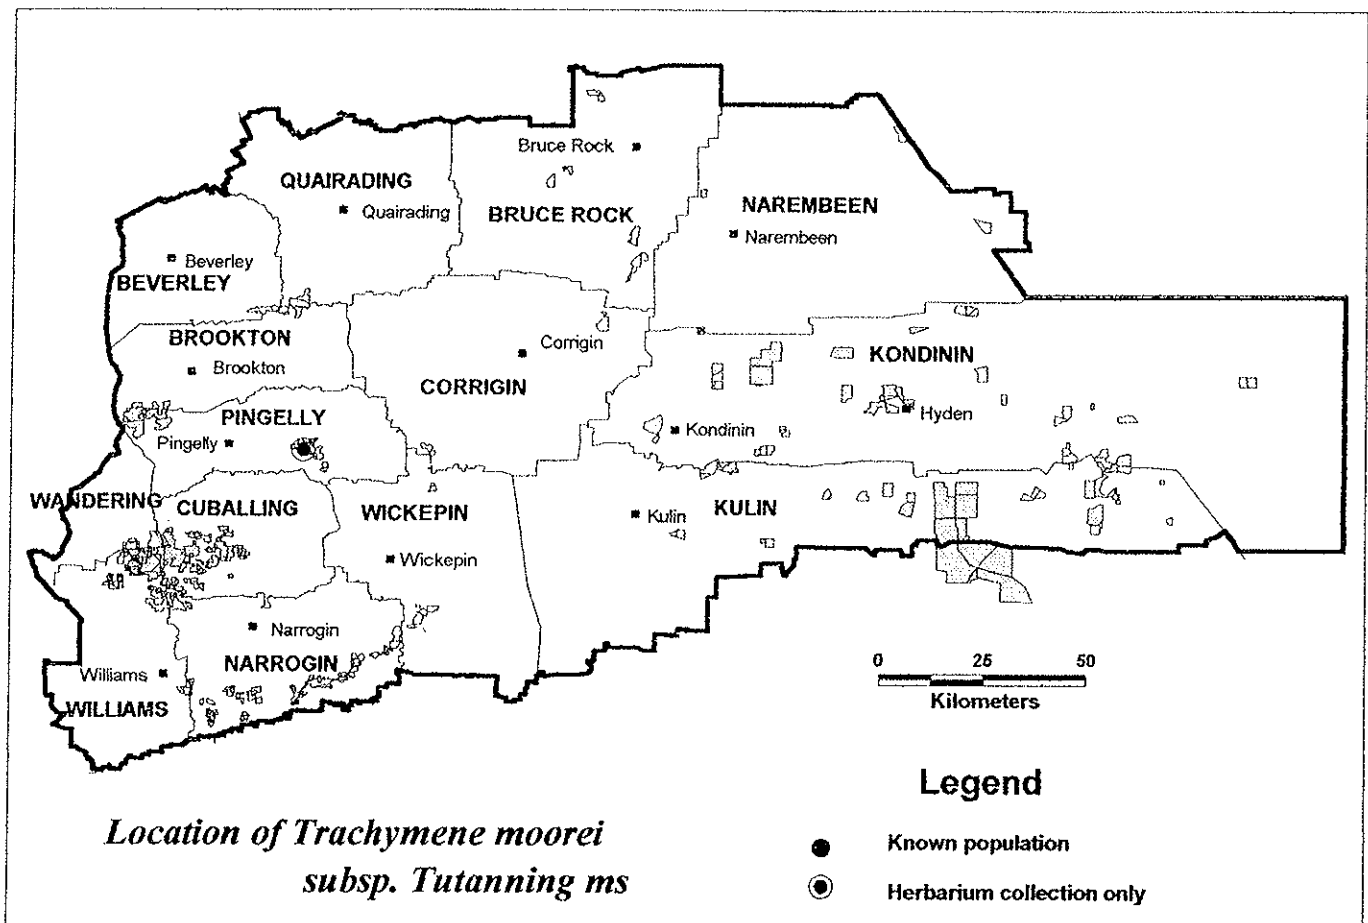 Bruce Rock
QUAIRADING
Quairading
BRUCE ROCK
NAREMBEEN
Narembeen
Beverley
BEVERLEY
BROOKTON
Brookton
Corrigin
CORRIGIN
KONDININ
Hyden
Kondinin
PINGELLY
Pingelly
WANDERING
CUBALLING
WICKEPIN
Wickepin
Kulin
KULIN
Narrogin
NARROGIN
Williams
WILLIAMS
0 25 50
Kilometers
Legend
Known population
Herbarium collection only
Location of Trachymene moorei
subsp. Tutanning ms